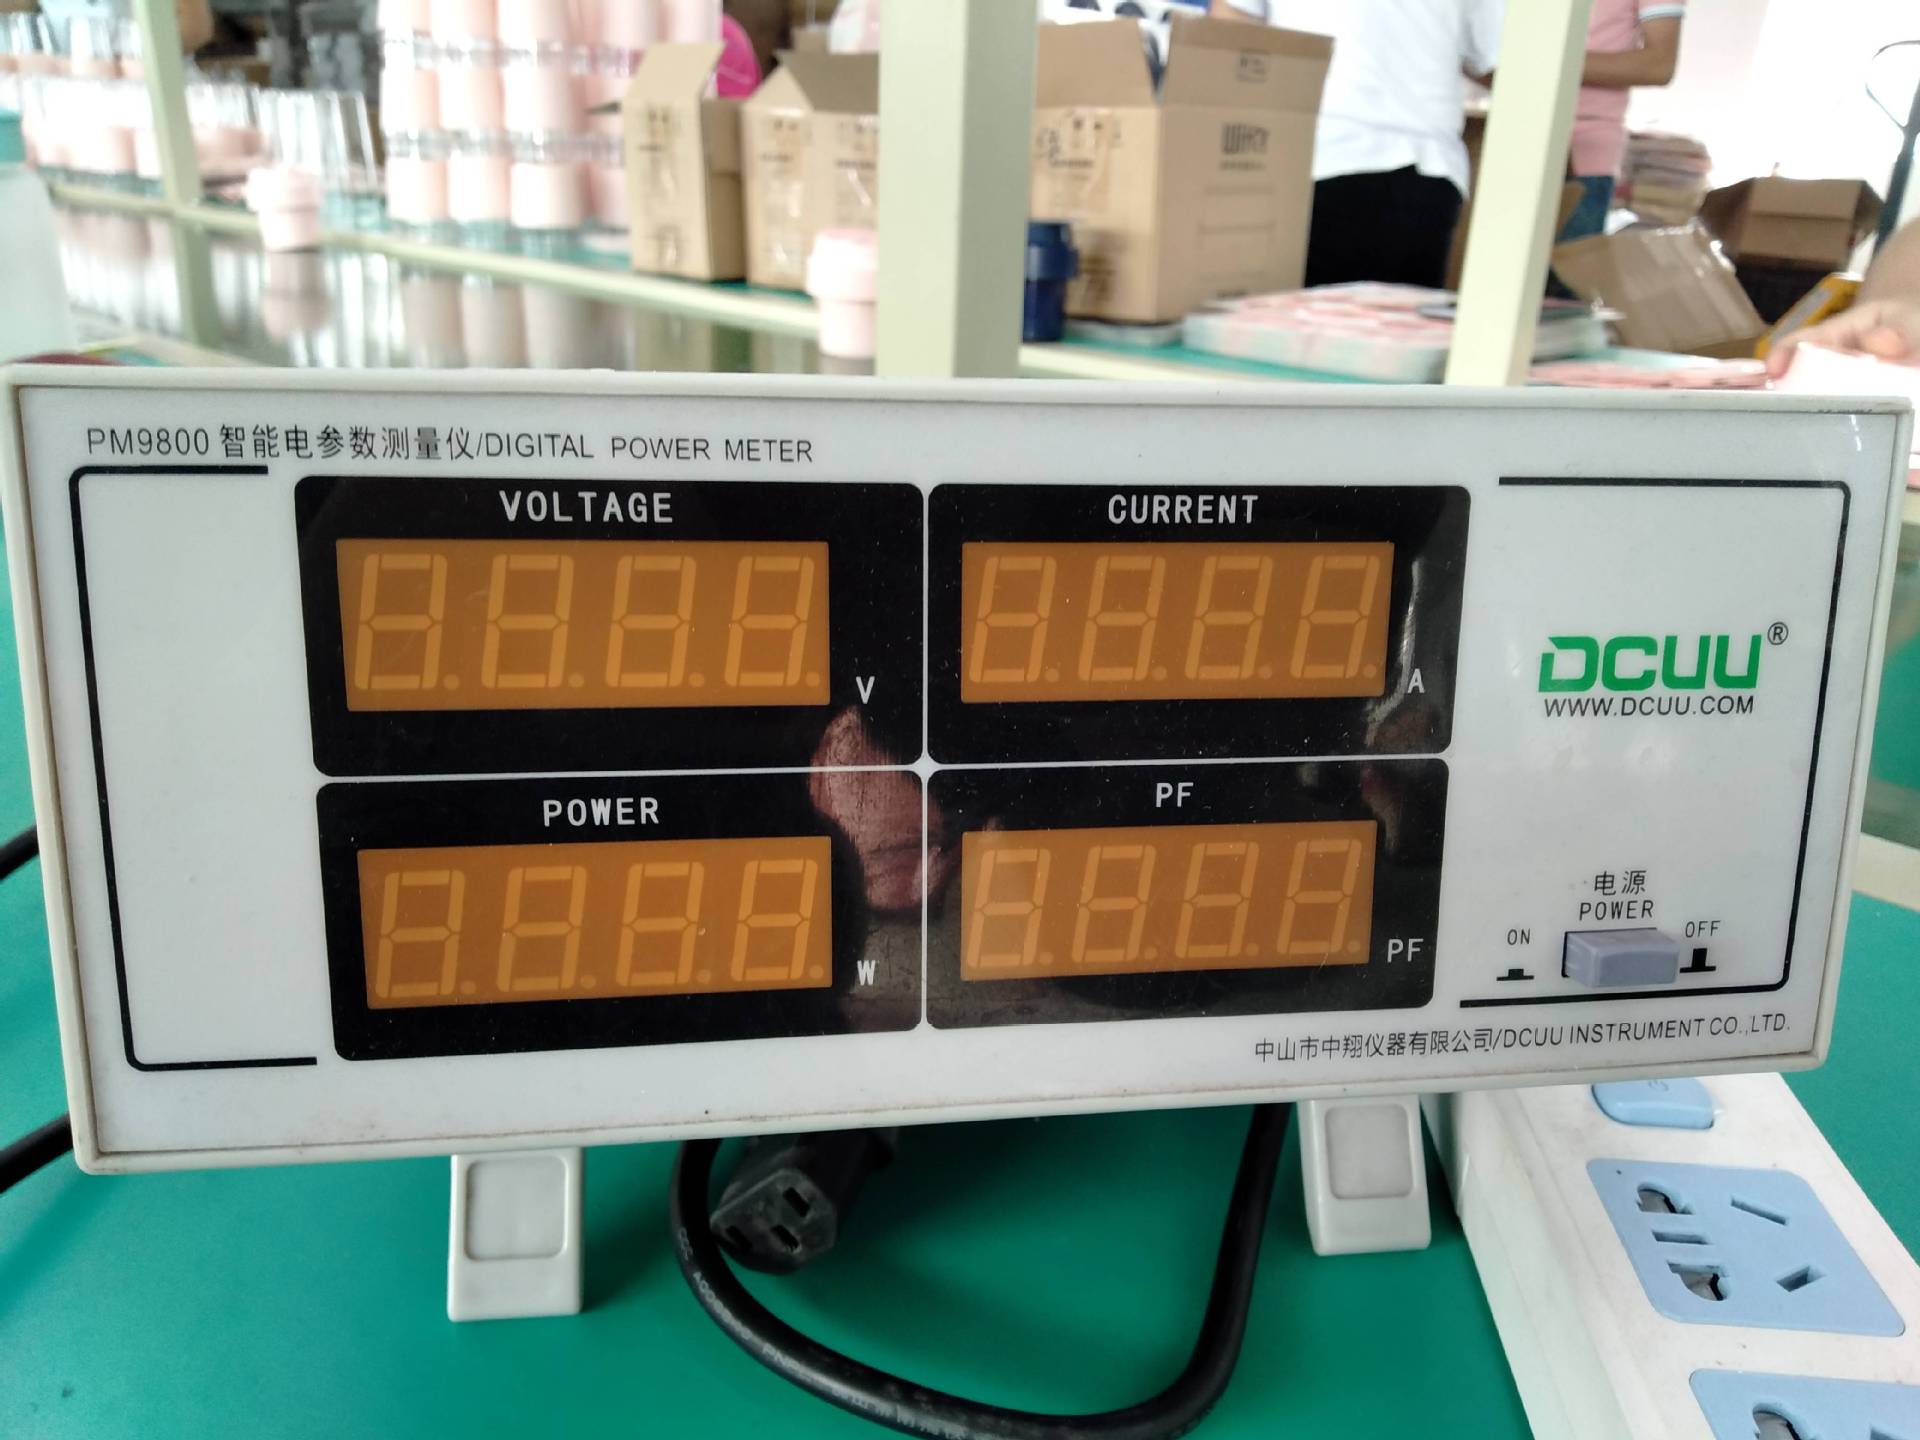 PM9800 智能电参数测量仪/DIGITAL POWER METER
VOLTAGE
V
CURRENT
A
POWER
W
PF
PF
DCUU®
WWW.DCUU.COM
电源
POWER
ON
OFF
中山市中翔仪器有限公司/DCUU INSTRUMENT CO.,LTD.